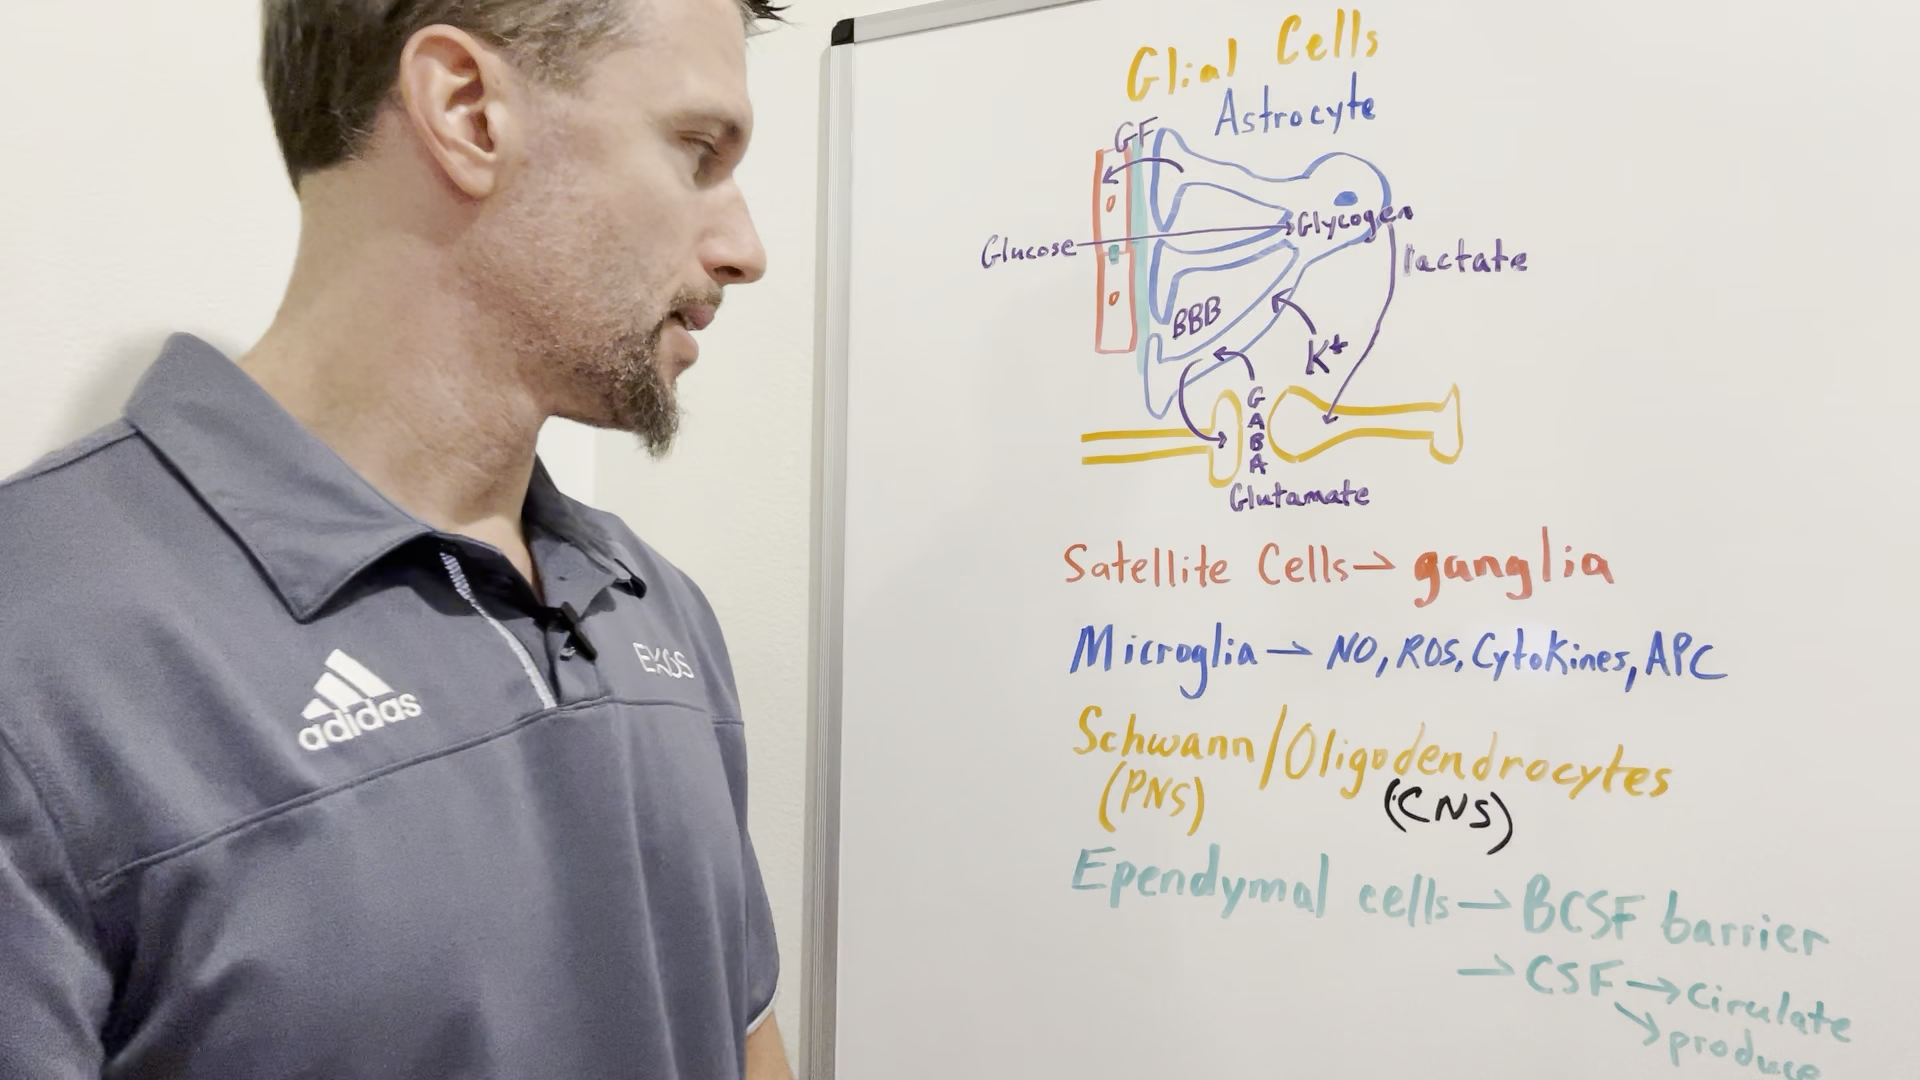 Glial Cells
Astrocyte
GF
Glycogen
Glucose
lactate
BBB
K+
G
A
B
A
Glutamate
Satellite Cells → ganglia
Microglia → NO, ROS, Cytokines, APC
Schwann/Oligodendrocytes
(PNS) (CNS)
Ependymal cells → BCSF barrier
→ CSF → Circulate
↘ produce
adidas
EKOS